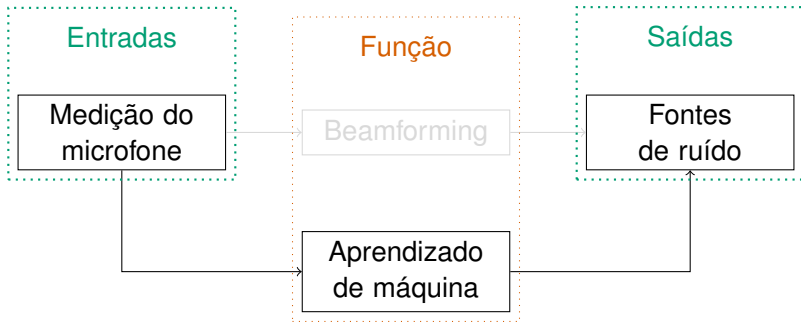 Entradas
Função
Saídas
Medição do
microfone
Beamforming
Fontes
de ruído
Aprendizado
de máquina